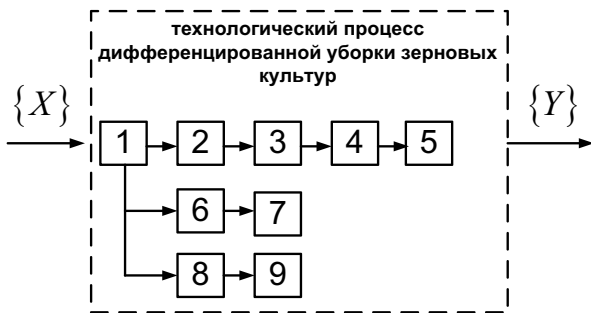 технологический процесс
дифференцированной уборки зерновых
культур
{X}
{Y}
1 2 3 4 5
6 7
8 9